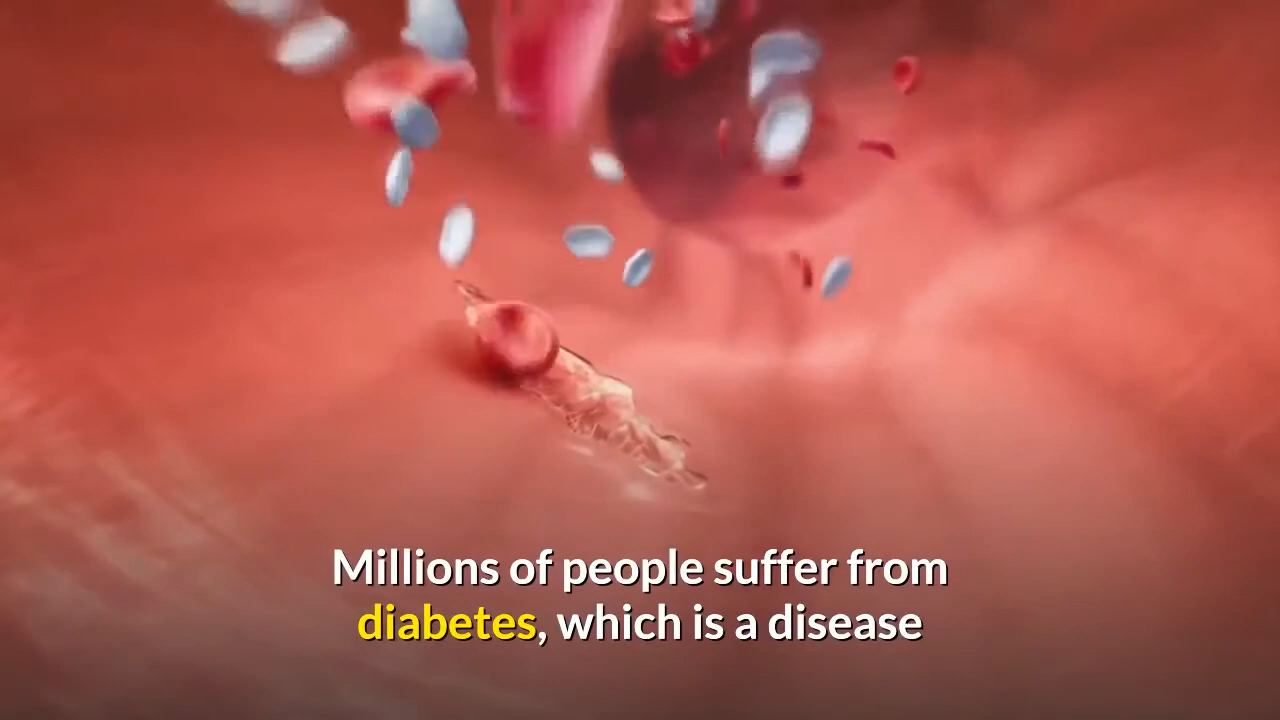 Millions of people suffer from
diabetes, which is a disease